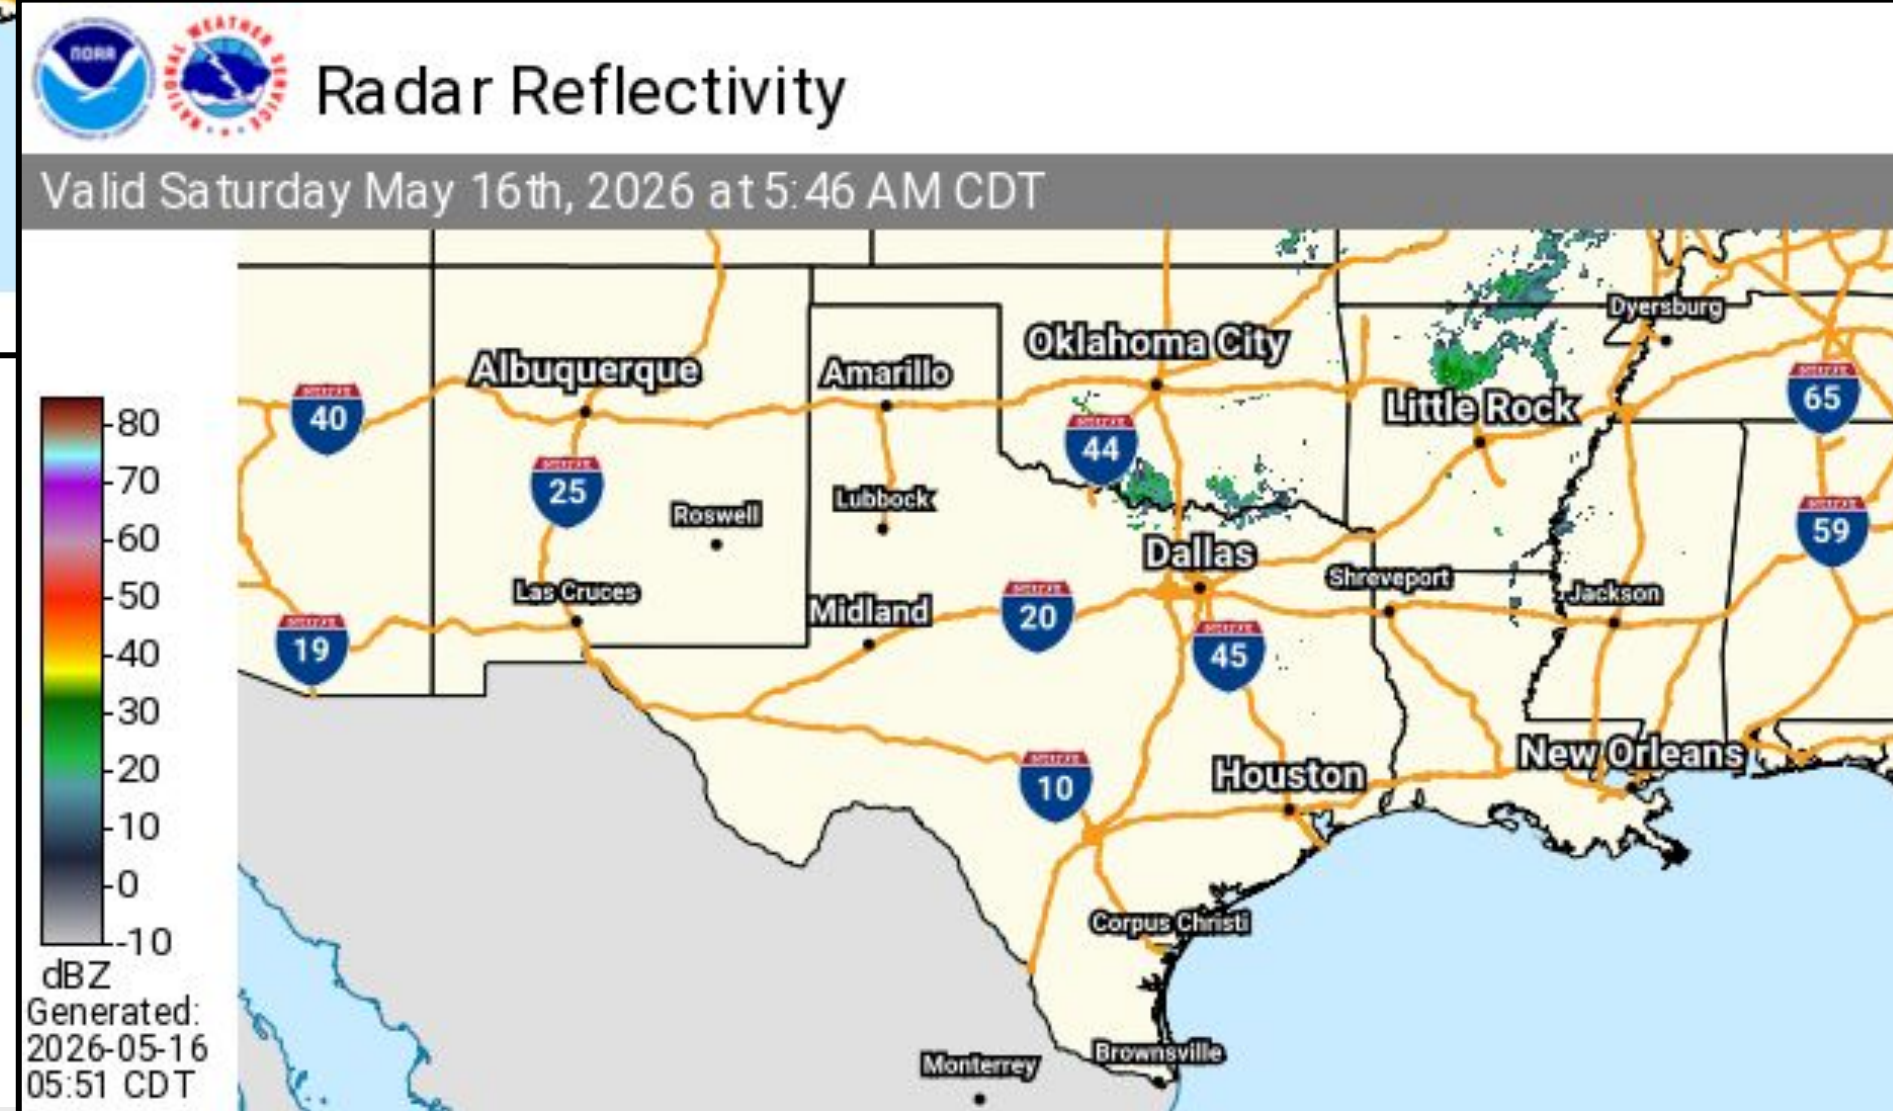 NOAA
NATIONAL WEATHER SERVICE
Radar Reflectivity
Valid Saturday May 16th, 2026 at 5:46 AM CDT
Dyersburg
Oklahoma City
Albuquerque
Amarillo
40
65
Little Rock
44
25
Roswell
Lubbock
59
Dallas
Las Cruces
Shreveport
Jackson
Midland
20
19
45
New Orleans
10
Houston
Corpus Christi
Brownsville
Monterrey
80
70
60
50
40
30
20
10
0
-10
dBZ
Generated:
2026-05-16
05:51 CDT